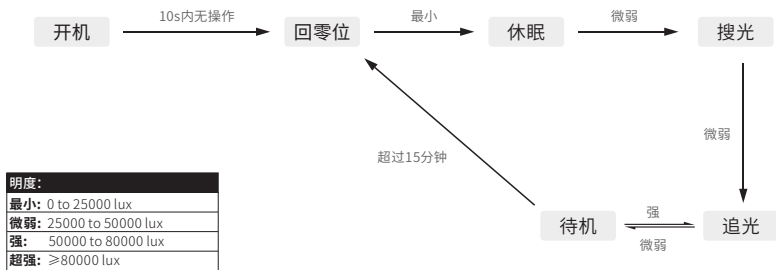 开机
10s内无操作
回零位
最小
休眠
微弱
搜光
微弱
超过15分钟
待机
强
微弱
追光
明度:
最小: 0 to 25000 lux
微弱: 25000 to 50000 lux
强: 50000 to 80000 lux
超强: ≥80000 lux